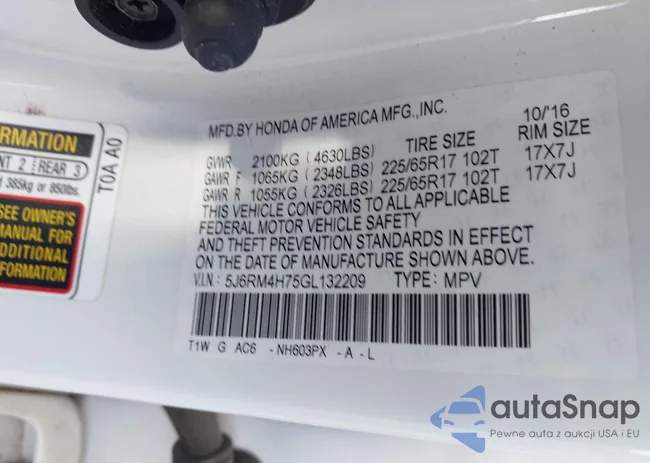 MFD.BY HONDA OF AMERICA MFG.,INC. 10/'16
TIRE SIZE RIM SIZE
GVWR 2100KG ( 4630LBS)
GAWR F 1065KG ( 2348LBS) 225/65R17 102T 17X7J
GAWR R 1055KG ( 2326LBS) 225/65R17 102T 17X7J
THIS VEHICLE CONFORMS TO ALL APPLICABLE
FEDERAL MOTOR VEHICLE SAFETY
AND THEFT PREVENTION STANDARDS IN EFFECT
ON THE DATE OF MANUFACTURE SHOWN ABOVE.
V.I.N.: 5J6RM4H75GL132209 TYPE: MPV
T1W G AC6 -NH603PX -A -L
RMATION
NT 2 REAR 3
d 385kg or 850lbs.
SEE OWNER'S
MANUAL FOR
ADDITIONAL
NFORMATION
T0A A0
autaSnap
Pewne auta z aukcji USA i EU